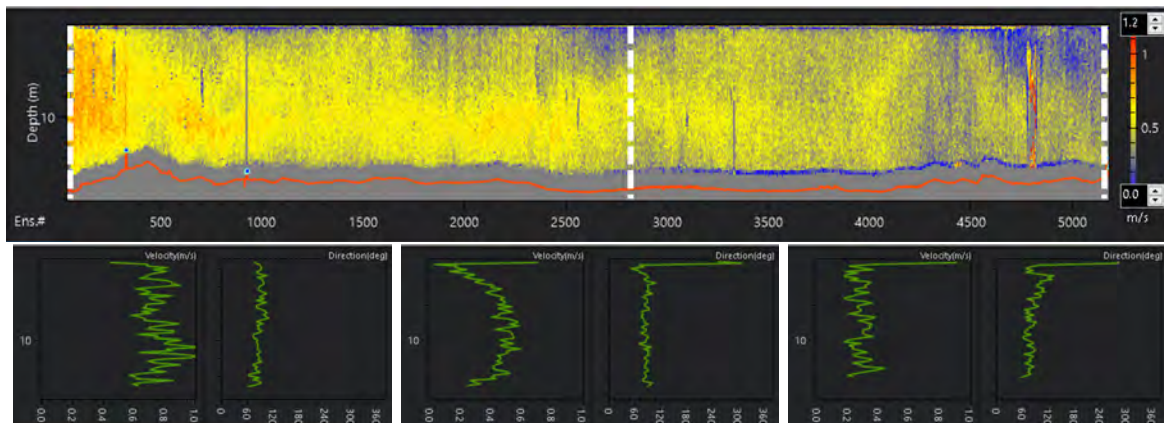 1.2
1
Depth (m)
10
0.5
0.0
Ens.# 500 1000 1500 2000 2500 3000 3500 4000 4500 5000 m/s
Velocity(m/s) Direction(deg) Velocity(m/s) Direction(deg) Velocity(m/s) Direction(deg)
10 10 10
0.0 0.2 0.4 0.6 0.8 1.0 0 60 120 180 240 300 360 0.0 0.2 0.4 0.6 0.8 1.0 0 60 120 180 240 300 360 0.0 0.2 0.4 0.6 0.8 1.0 0 60 120 180 240 300 360